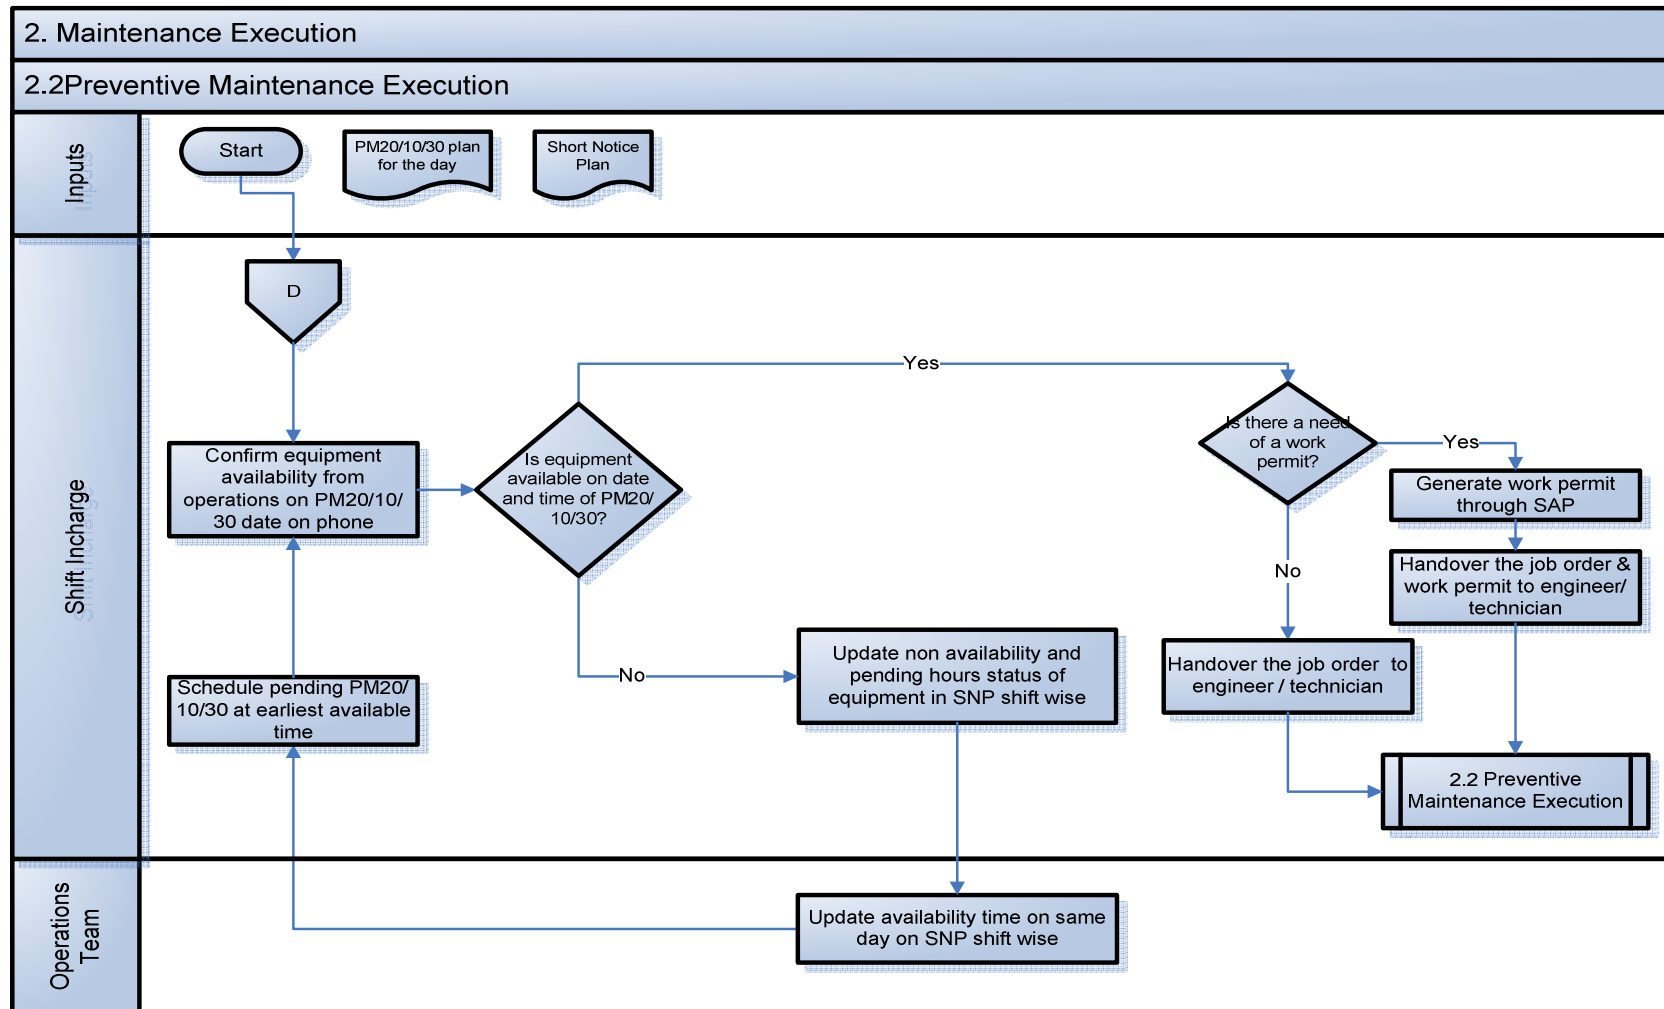 2. Maintenance Execution
2.2Preventive Maintenance Execution
Inputs
Start
PM20/10/30 plan
for the day
Short Notice
Plan
Shift Incharge
D
Yes
Is there a need
of a work
permit?
Yes
Confirm equipment
availability from
operations on PM20/10/
30 date on phone
Is equipment
available on date
and time of PM20/
10/30?
Generate work permit
through SAP
No
Handover the job order &
work permit to engineer/
technician
No
Update non availability and
pending hours status of
equipment in SNP shift wise
Handover the job order to
engineer / technician
Schedule pending PM20/
10/30 at earliest available
time
2.2 Preventive
Maintenance Execution
Operations
Team
Update availability time on same
day on SNP shift wise